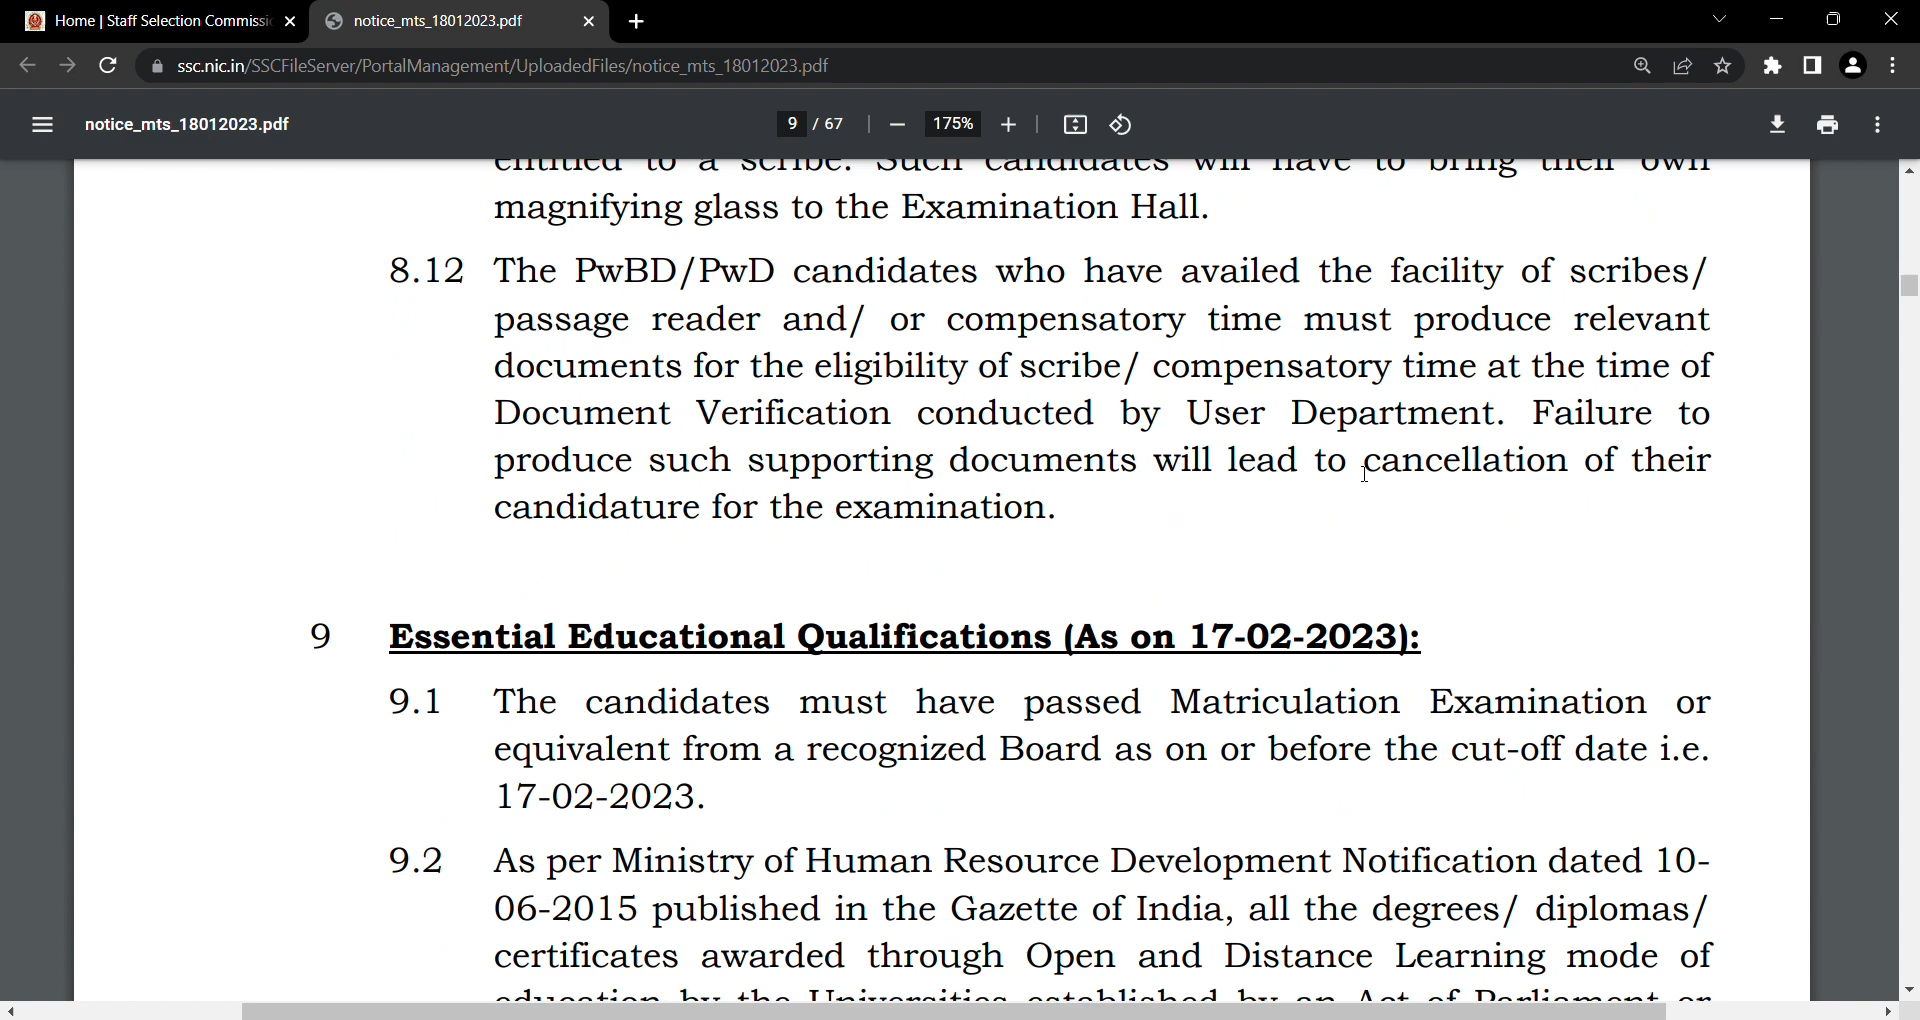 Home | Staff Selection Commissic
notice_mts_18012023.pdf
ssc.nic.in/SSCFileServer/PortalManagement/UploadedFiles/notice_mts_18012023.pdf
notice_mts_18012023.pdf
9 / 67
175%
entitled to a scribe. Such candidates will have to bring their own
magnifying glass to the Examination Hall.
8.12 The PwBD/PwD candidates who have availed the facility of scribes/
passage reader and/ or compensatory time must produce relevant
documents for the eligibility of scribe/ compensatory time at the time of
Document Verification conducted by User Department. Failure to
produce such supporting documents will lead to cancellation of their
candidature for the examination.
9 Essential Educational Qualifications (As on 17-02-2023):
9.1 The candidates must have passed Matriculation Examination or
equivalent from a recognized Board as on or before the cut-off date i.e.
17-02-2023.
9.2 As per Ministry of Human Resource Development Notification dated 10-
06-2015 published in the Gazette of India, all the degrees/ diplomas/
certificates awarded through Open and Distance Learning mode of
education by the Universities established by an Act of Parliament or